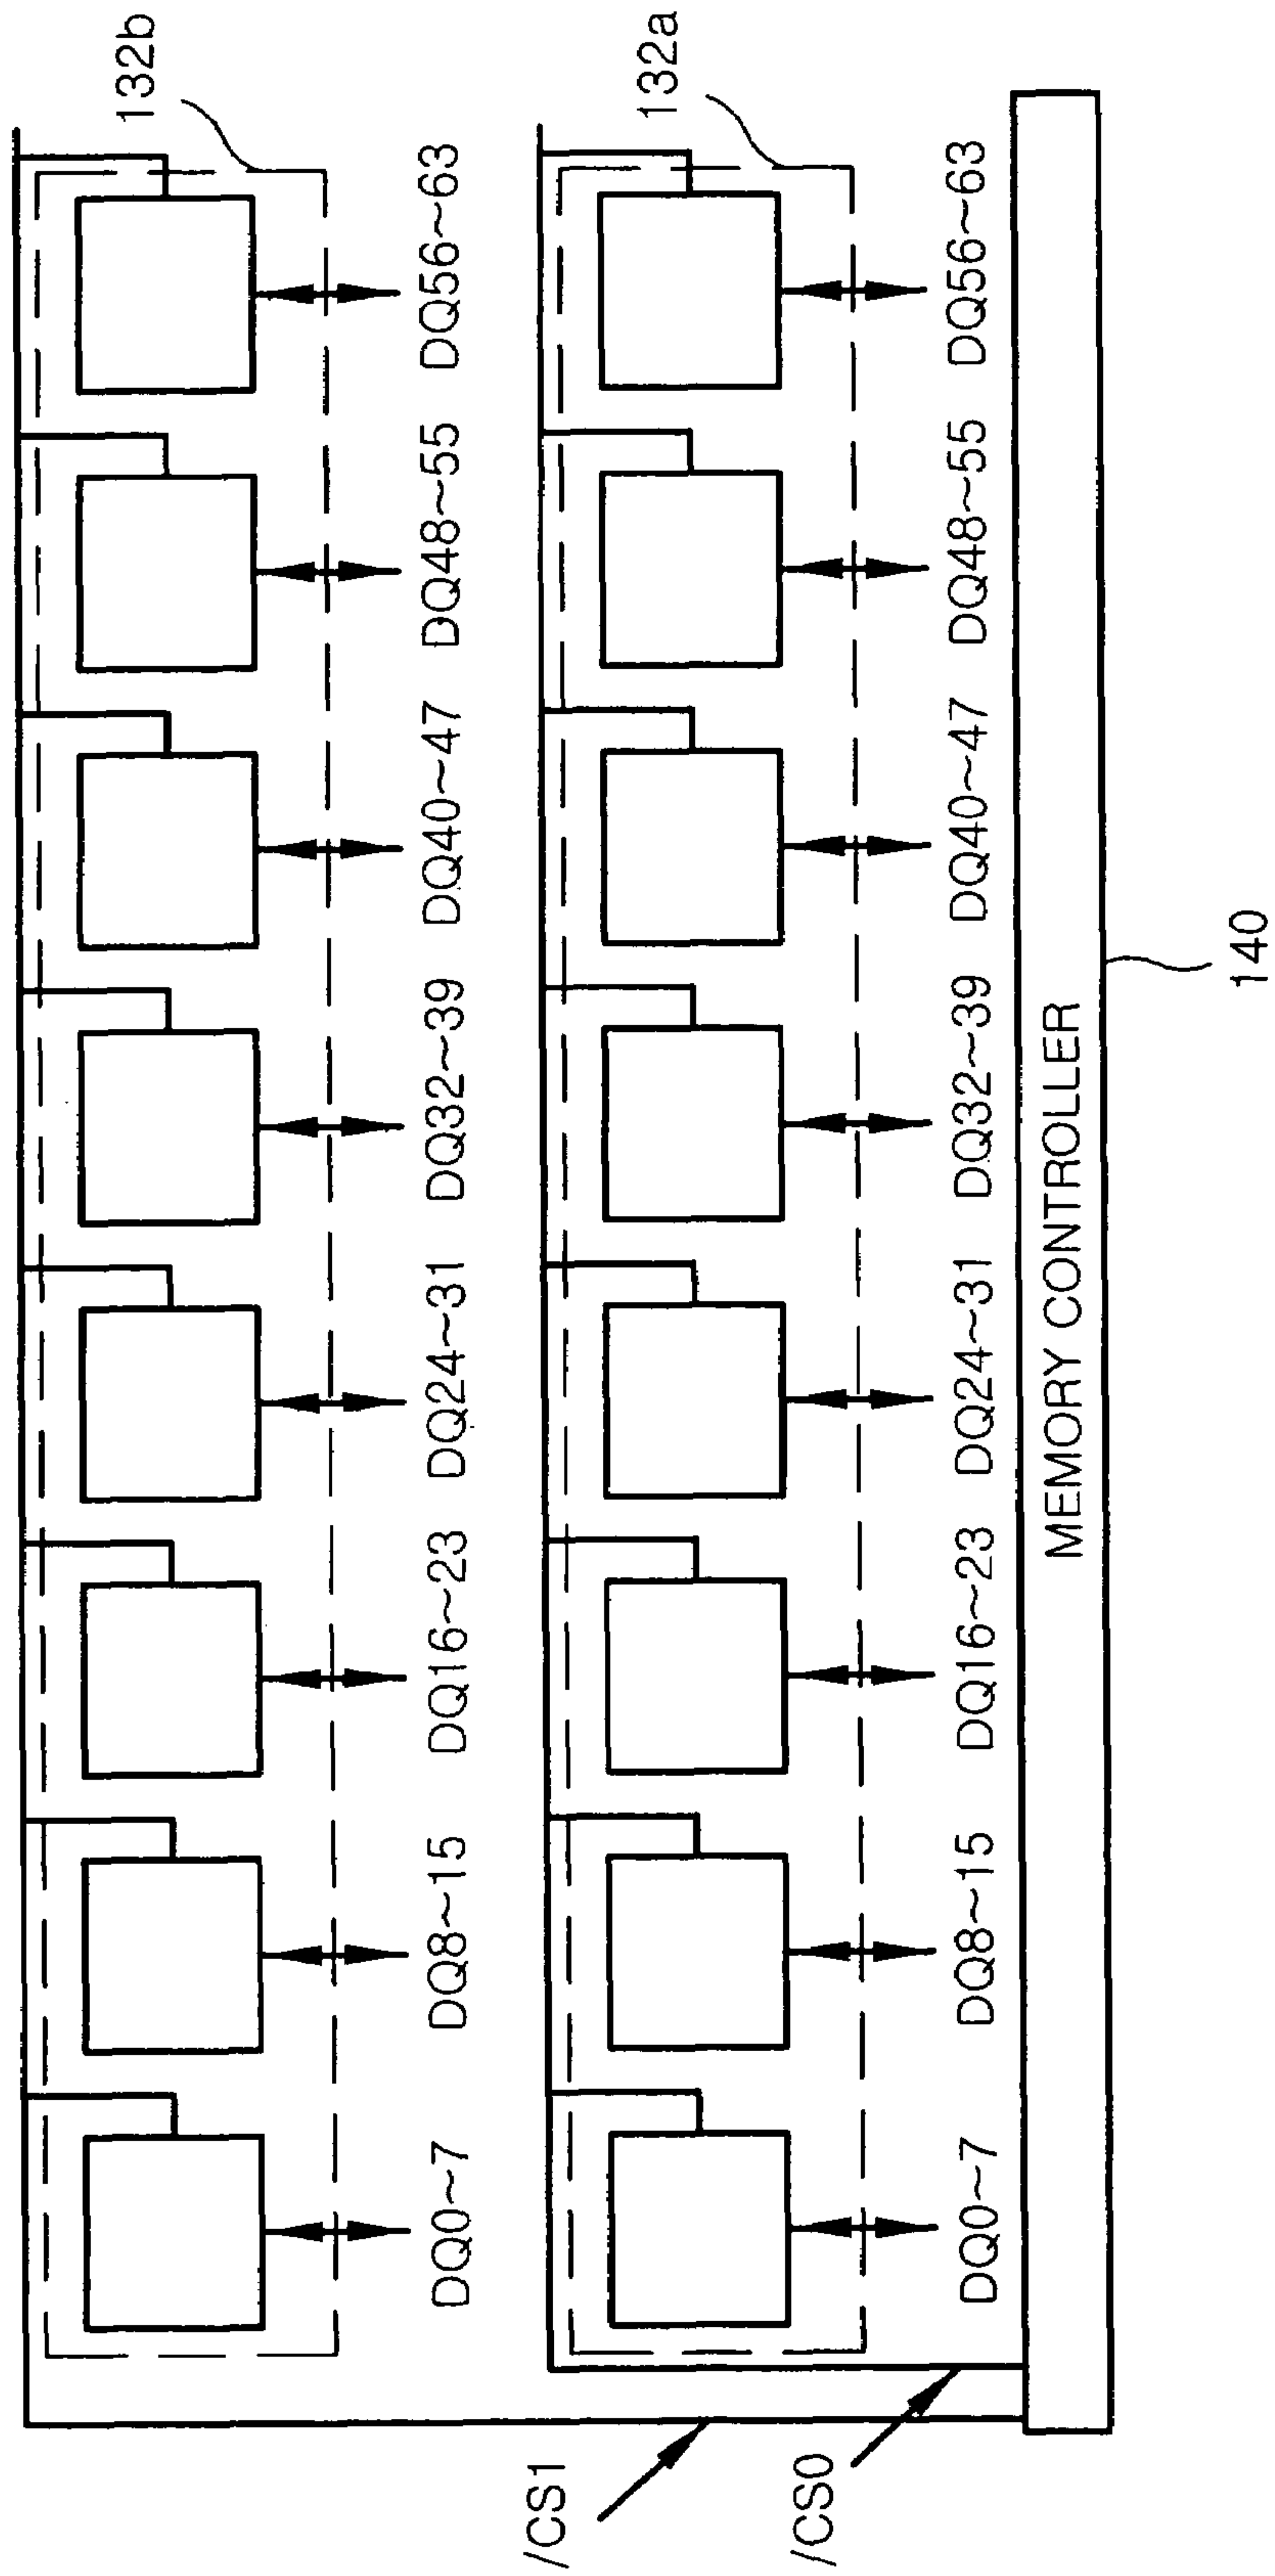 132b
DQ0~7 DQ8~15 DQ16~23 DQ24~31 DQ32~39 DQ40~47 DQ48~55 DQ56~63
132a
/CS1
DQ0~7 DQ8~15 DQ16~23 DQ24~31 DQ32~39 DQ40~47 DQ48~55 DQ56~63
/CS0
MEMORY CONTROLLER
140